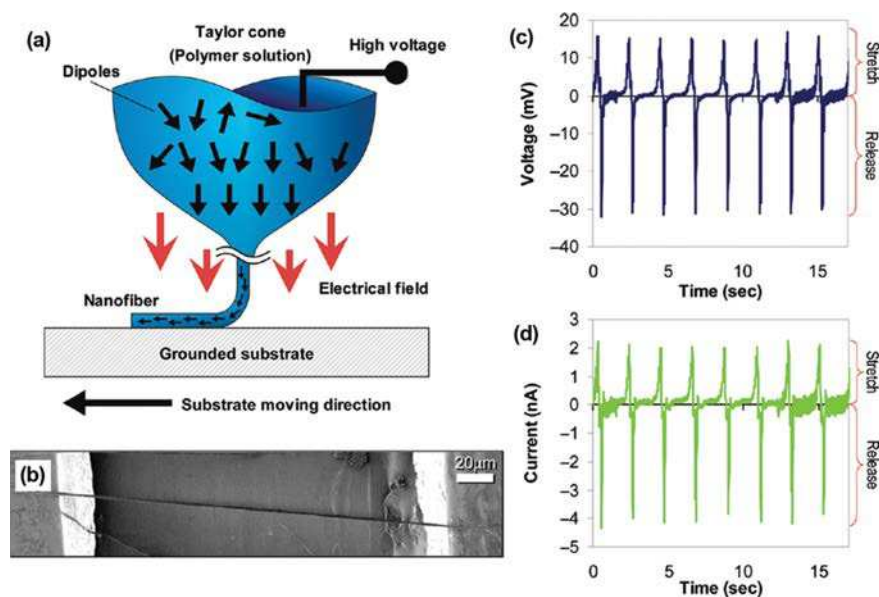 (a)
Taylor cone
(Polymer solution)
High voltage
Dipoles
Nanofiber
Electrical field
Grounded substrate
Substrate moving direction
(b)
20µm
(c)
20
10
0
−10
−20
−30
−40
Voltage (mV)
0 5 10 15
Time (sec)
Stretch
Release
(d)
3
2
1
0
−1
−2
−3
−4
−5
Current (nA)
0 5 10 15
Time (sec)
Stretch
Release